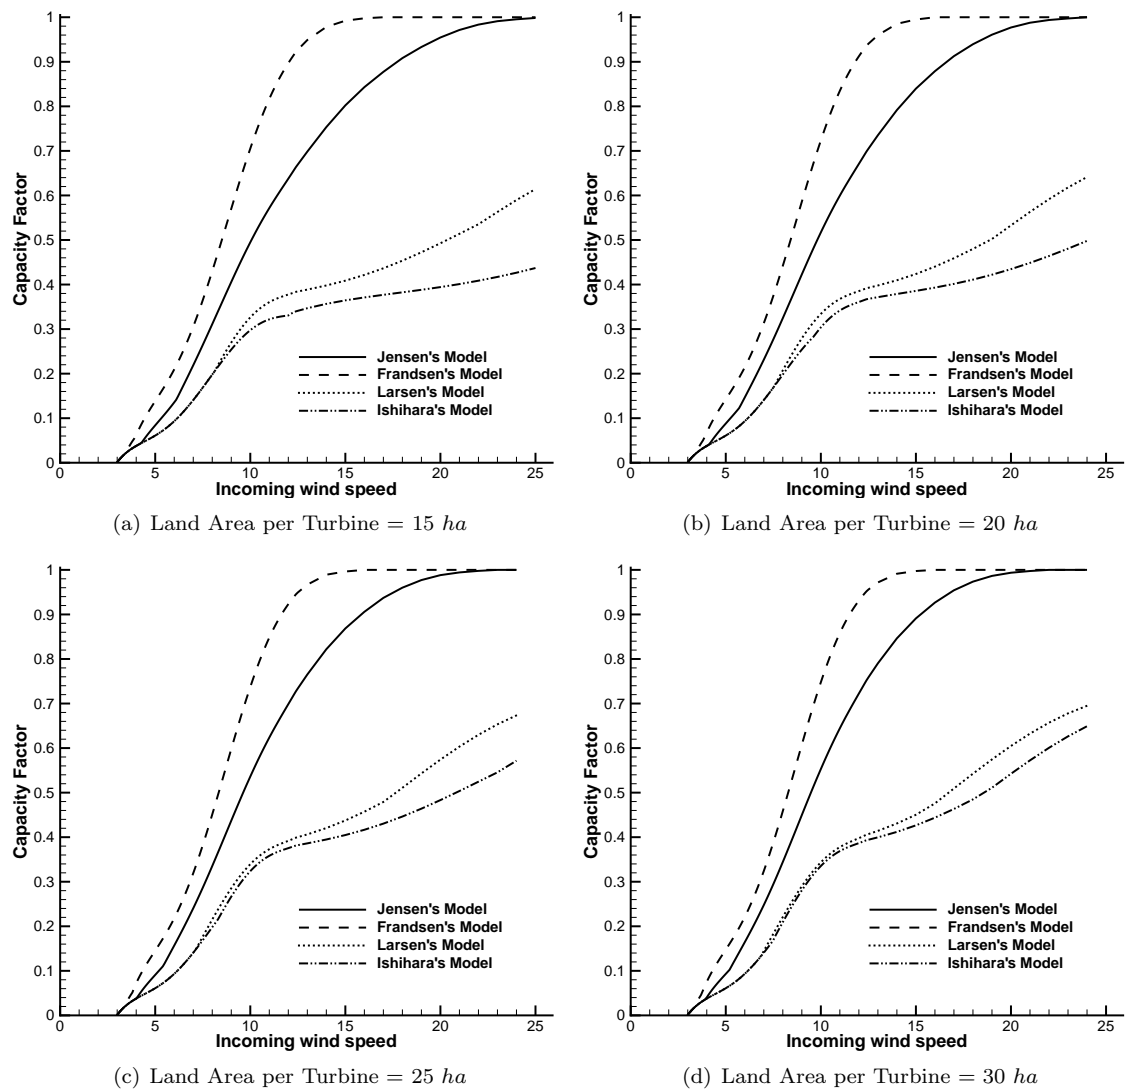 1
0.9
0.8
0.7
0.6
0.5
0.4
0.3
0.2
0.1
0
Capacity Factor
0 5 10 15 20 25
Incoming wind speed
Jensen's Model
Frandsen's Model
Larsen's Model
Ishihara's Model
(a) Land Area per Turbine = 15 ha
1
0.9
0.8
0.7
0.6
0.5
0.4
0.3
0.2
0.1
0
Capacity Factor
0 5 10 15 20 25
Incoming wind speed
Jensen's Model
Frandsen's Model
Larsen's Model
Ishihara's Model
(b) Land Area per Turbine = 20 ha
1
0.9
0.8
0.7
0.6
0.5
0.4
0.3
0.2
0.1
0
Capacity Factor
0 5 10 15 20 25
Incoming wind speed
Jensen's Model
Frandsen's Model
Larsen's Model
Ishihara's Model
(c) Land Area per Turbine = 25 ha
1
0.9
0.8
0.7
0.6
0.5
0.4
0.3
0.2
0.1
0
Capacity Factor
0 5 10 15 20 25
Incoming wind speed
Jensen's Model
Frandsen's Model
Larsen's Model
Ishihara's Model
(d) Land Area per Turbine = 30 ha